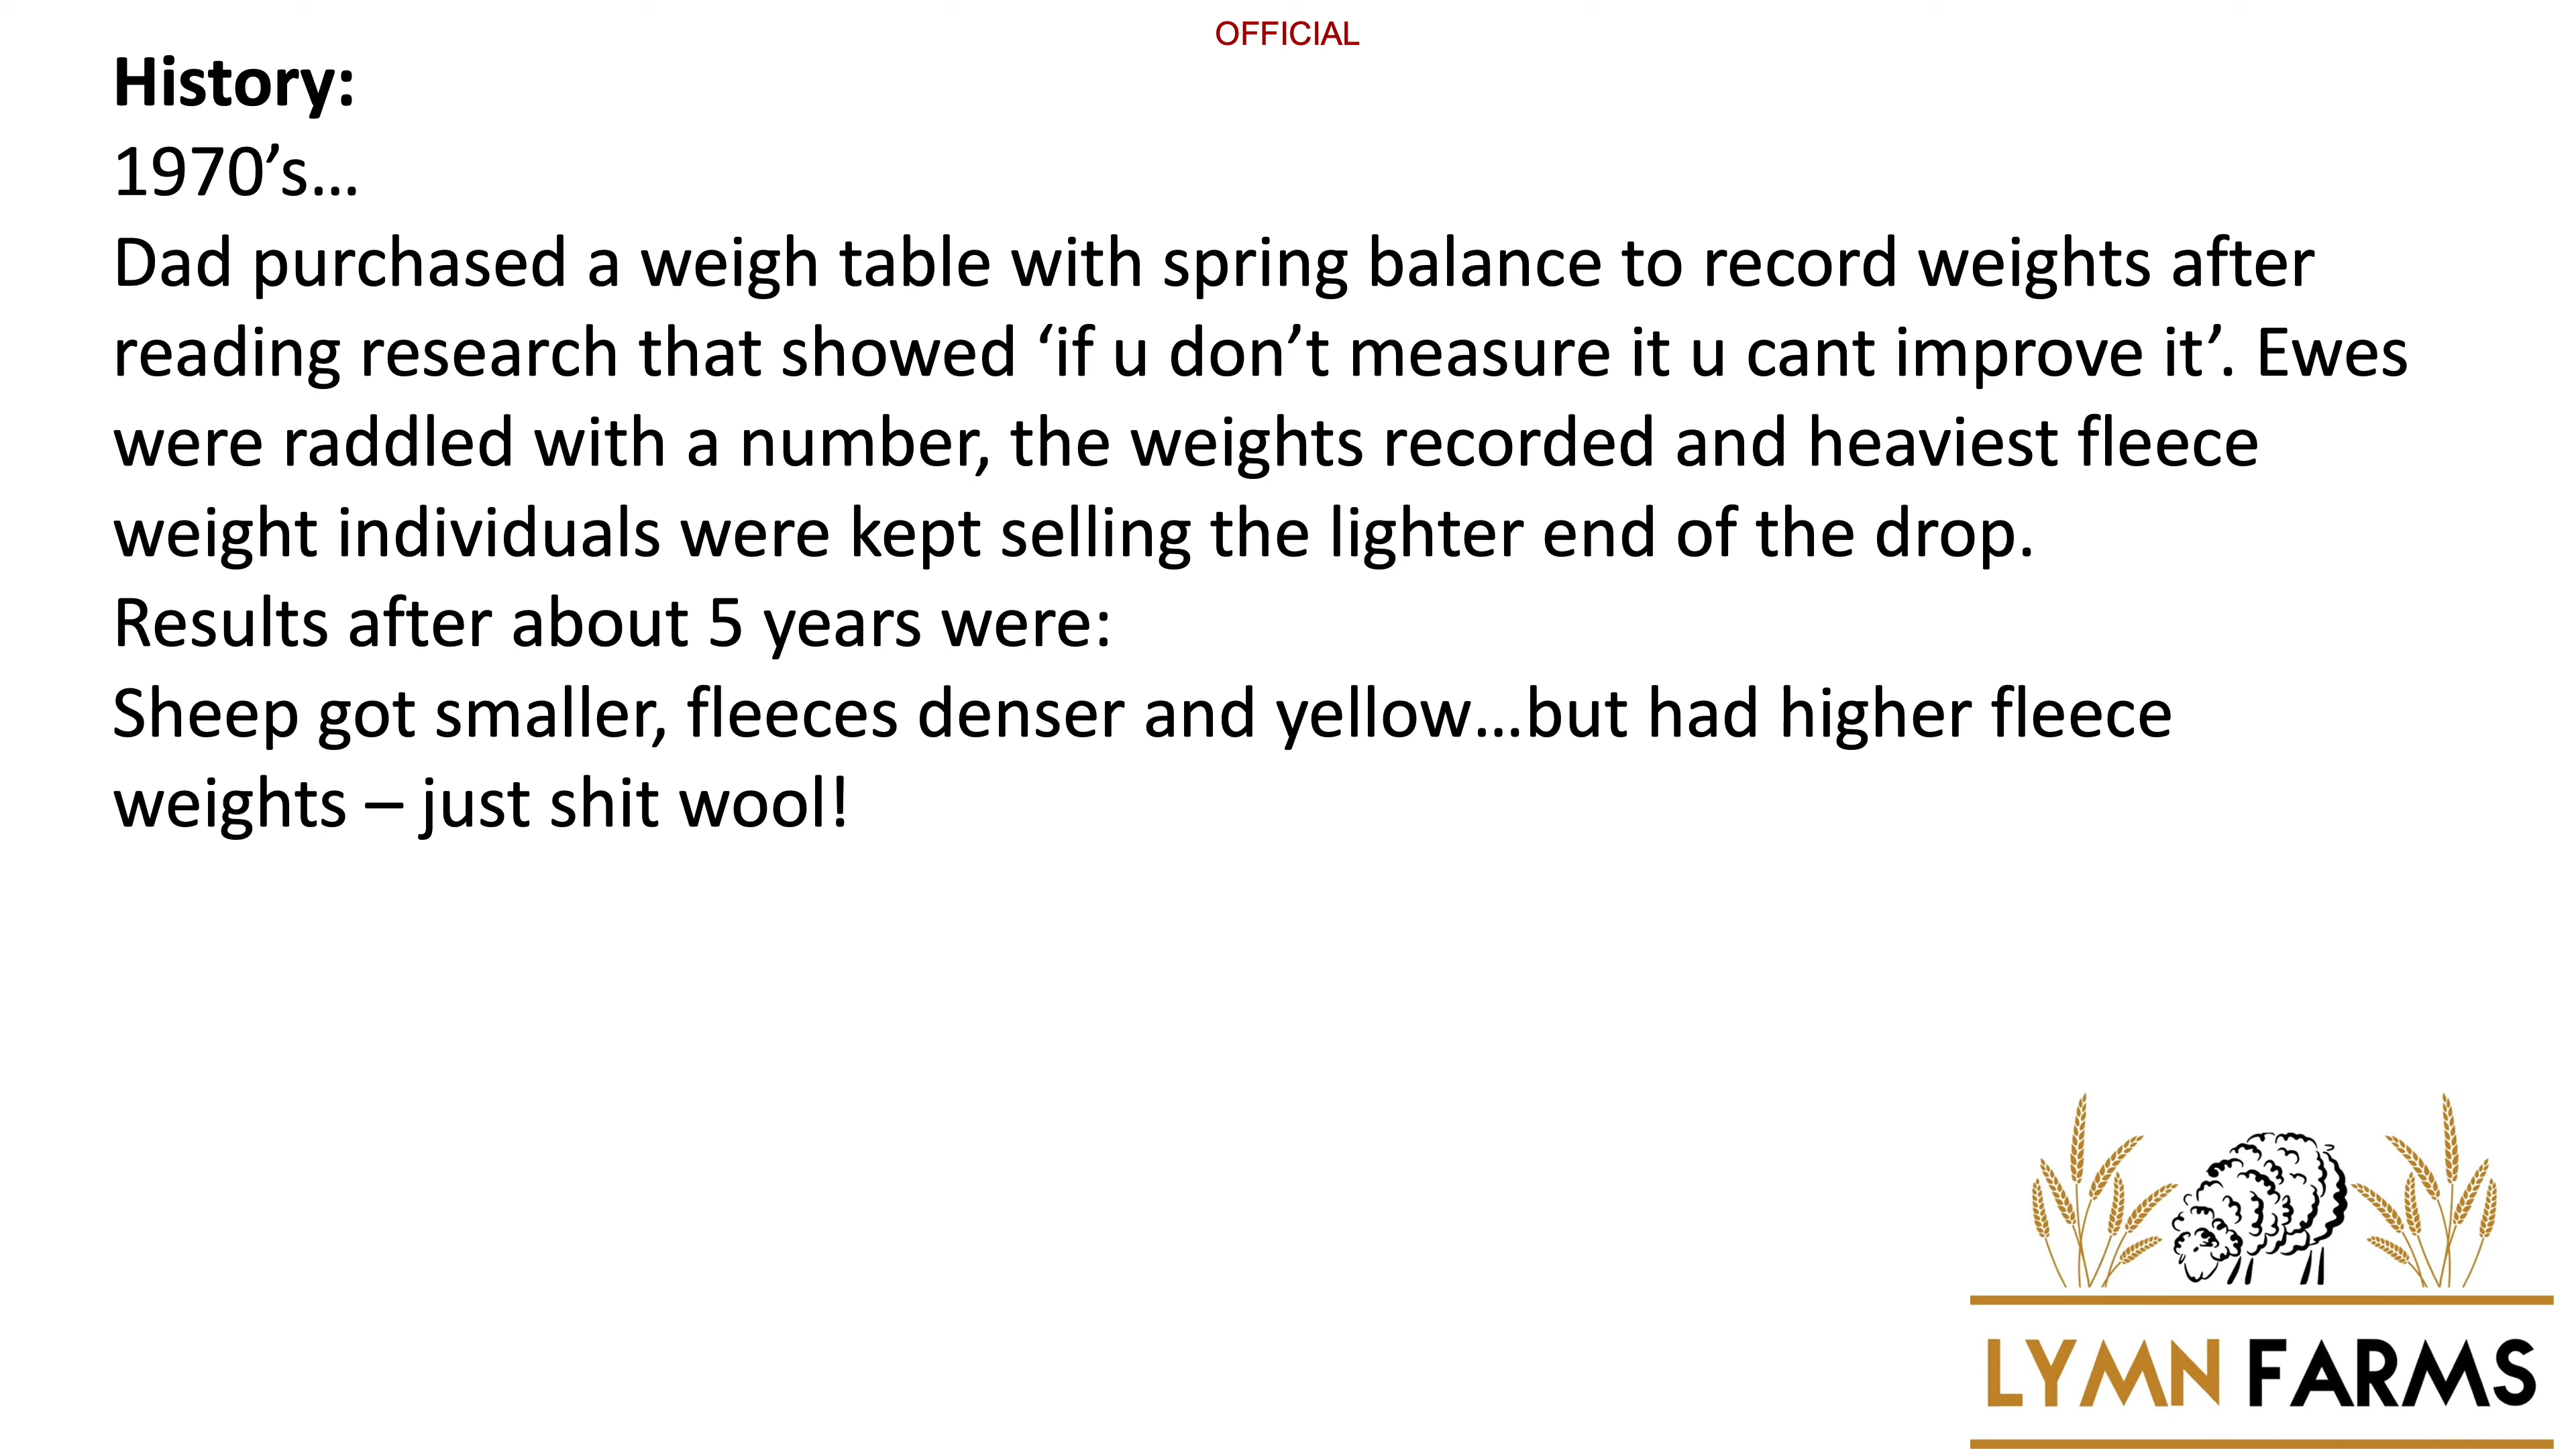 OFFICIAL
History:
1970’s…
Dad purchased a weigh table with spring balance to record weights after
reading research that showed ‘if u don’t measure it u cant improve it’. Ewes
were raddled with a number, the weights recorded and heaviest fleece
weight individuals were kept selling the lighter end of the drop.
Results after about 5 years were:
Sheep got smaller, fleeces denser and yellow…but had higher fleece
weights – just shit wool!
LYMN FARMS